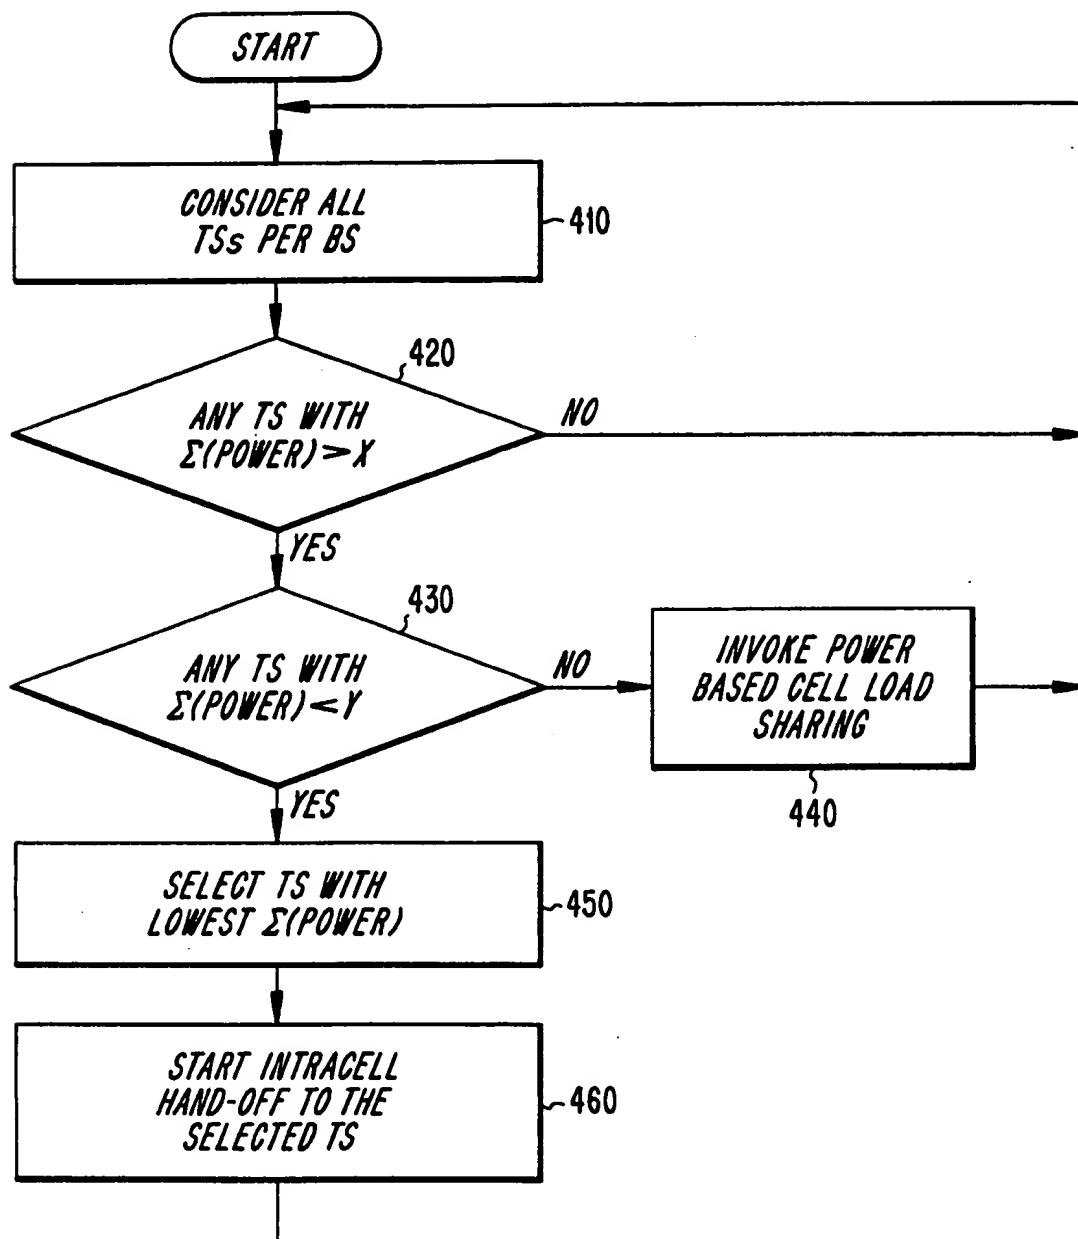 START
CONSIDER ALL
TSs PER BS
410
420
ANY TS WITH
Σ(POWER)>X
NO
YES
430
ANY TS WITH
Σ(POWER)<Y
NO
INVOKE POWER
BASED CELL LOAD
SHARING
440
YES
SELECT TS WITH
LOWEST Σ(POWER)
450
START INTRACELL
HAND-OFF TO THE
SELECTED TS
460